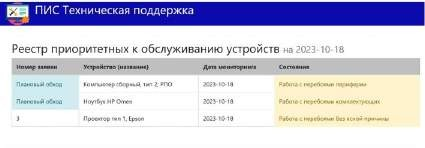 ПИС Техническая поддержка
Реестр приоритетных к обслуживанию устройств на 2023-10-18
Номер заявки Устройство (название) Дата мониторинга Состояние
Плановый обход Компьютер сборный, тип 2, РПО 2023-10-18 Работа с перебоями периферии
Плановый обход Ноутбук HP Omen 2023-10-18 Работа с перебоями комплектующих
3 Проектор тип 1, Epson 2023-10-18 Работа с перебоями без ясной причины